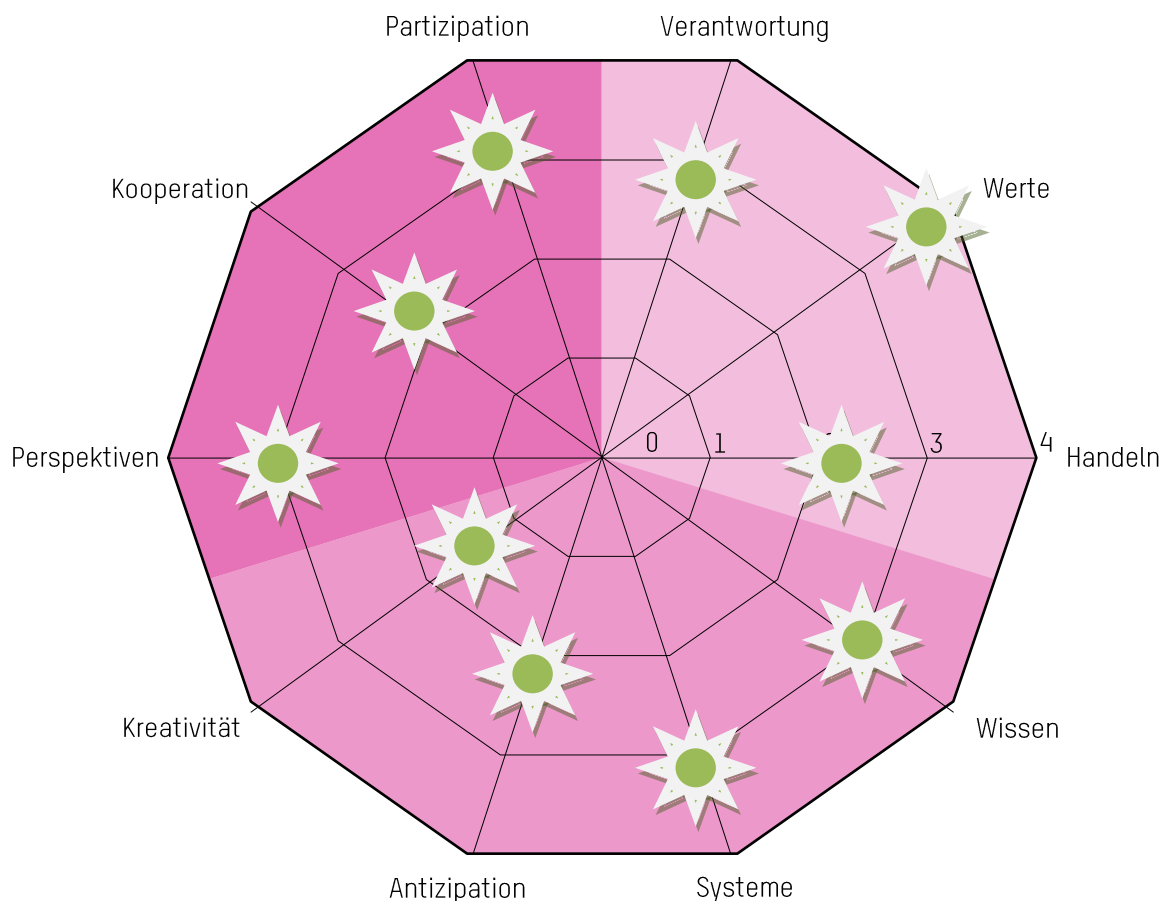 Partizipation
Verantwortung
Kooperation
Werte
0
1
3
4
Perspektiven
Handeln
Kreativität
Wissen
Antizipation
Systeme